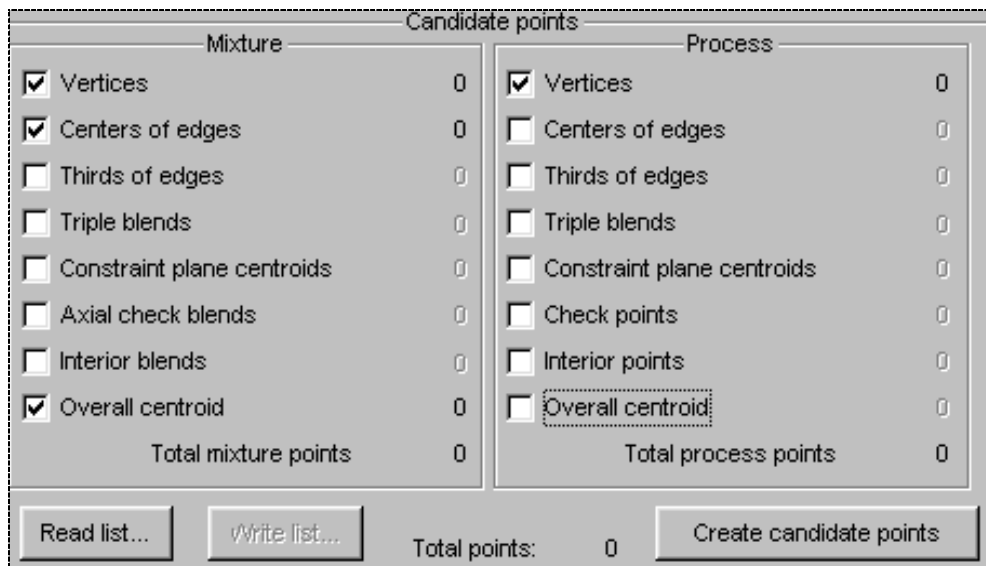 Candidate points
Mixture
Vertices 0
Centers of edges 0
Thirds of edges 0
Triple blends 0
Constraint plane centroids 0
Axial check blends 0
Interior blends 0
Overall centroid 0
Total mixture points 0
Process
Vertices 0
Centers of edges 0
Thirds of edges 0
Triple blends 0
Constraint plane centroids 0
Check points 0
Interior points 0
Overall centroid 0
Total process points 0
Read list...
Write list...
Total points: 0
Create candidate points